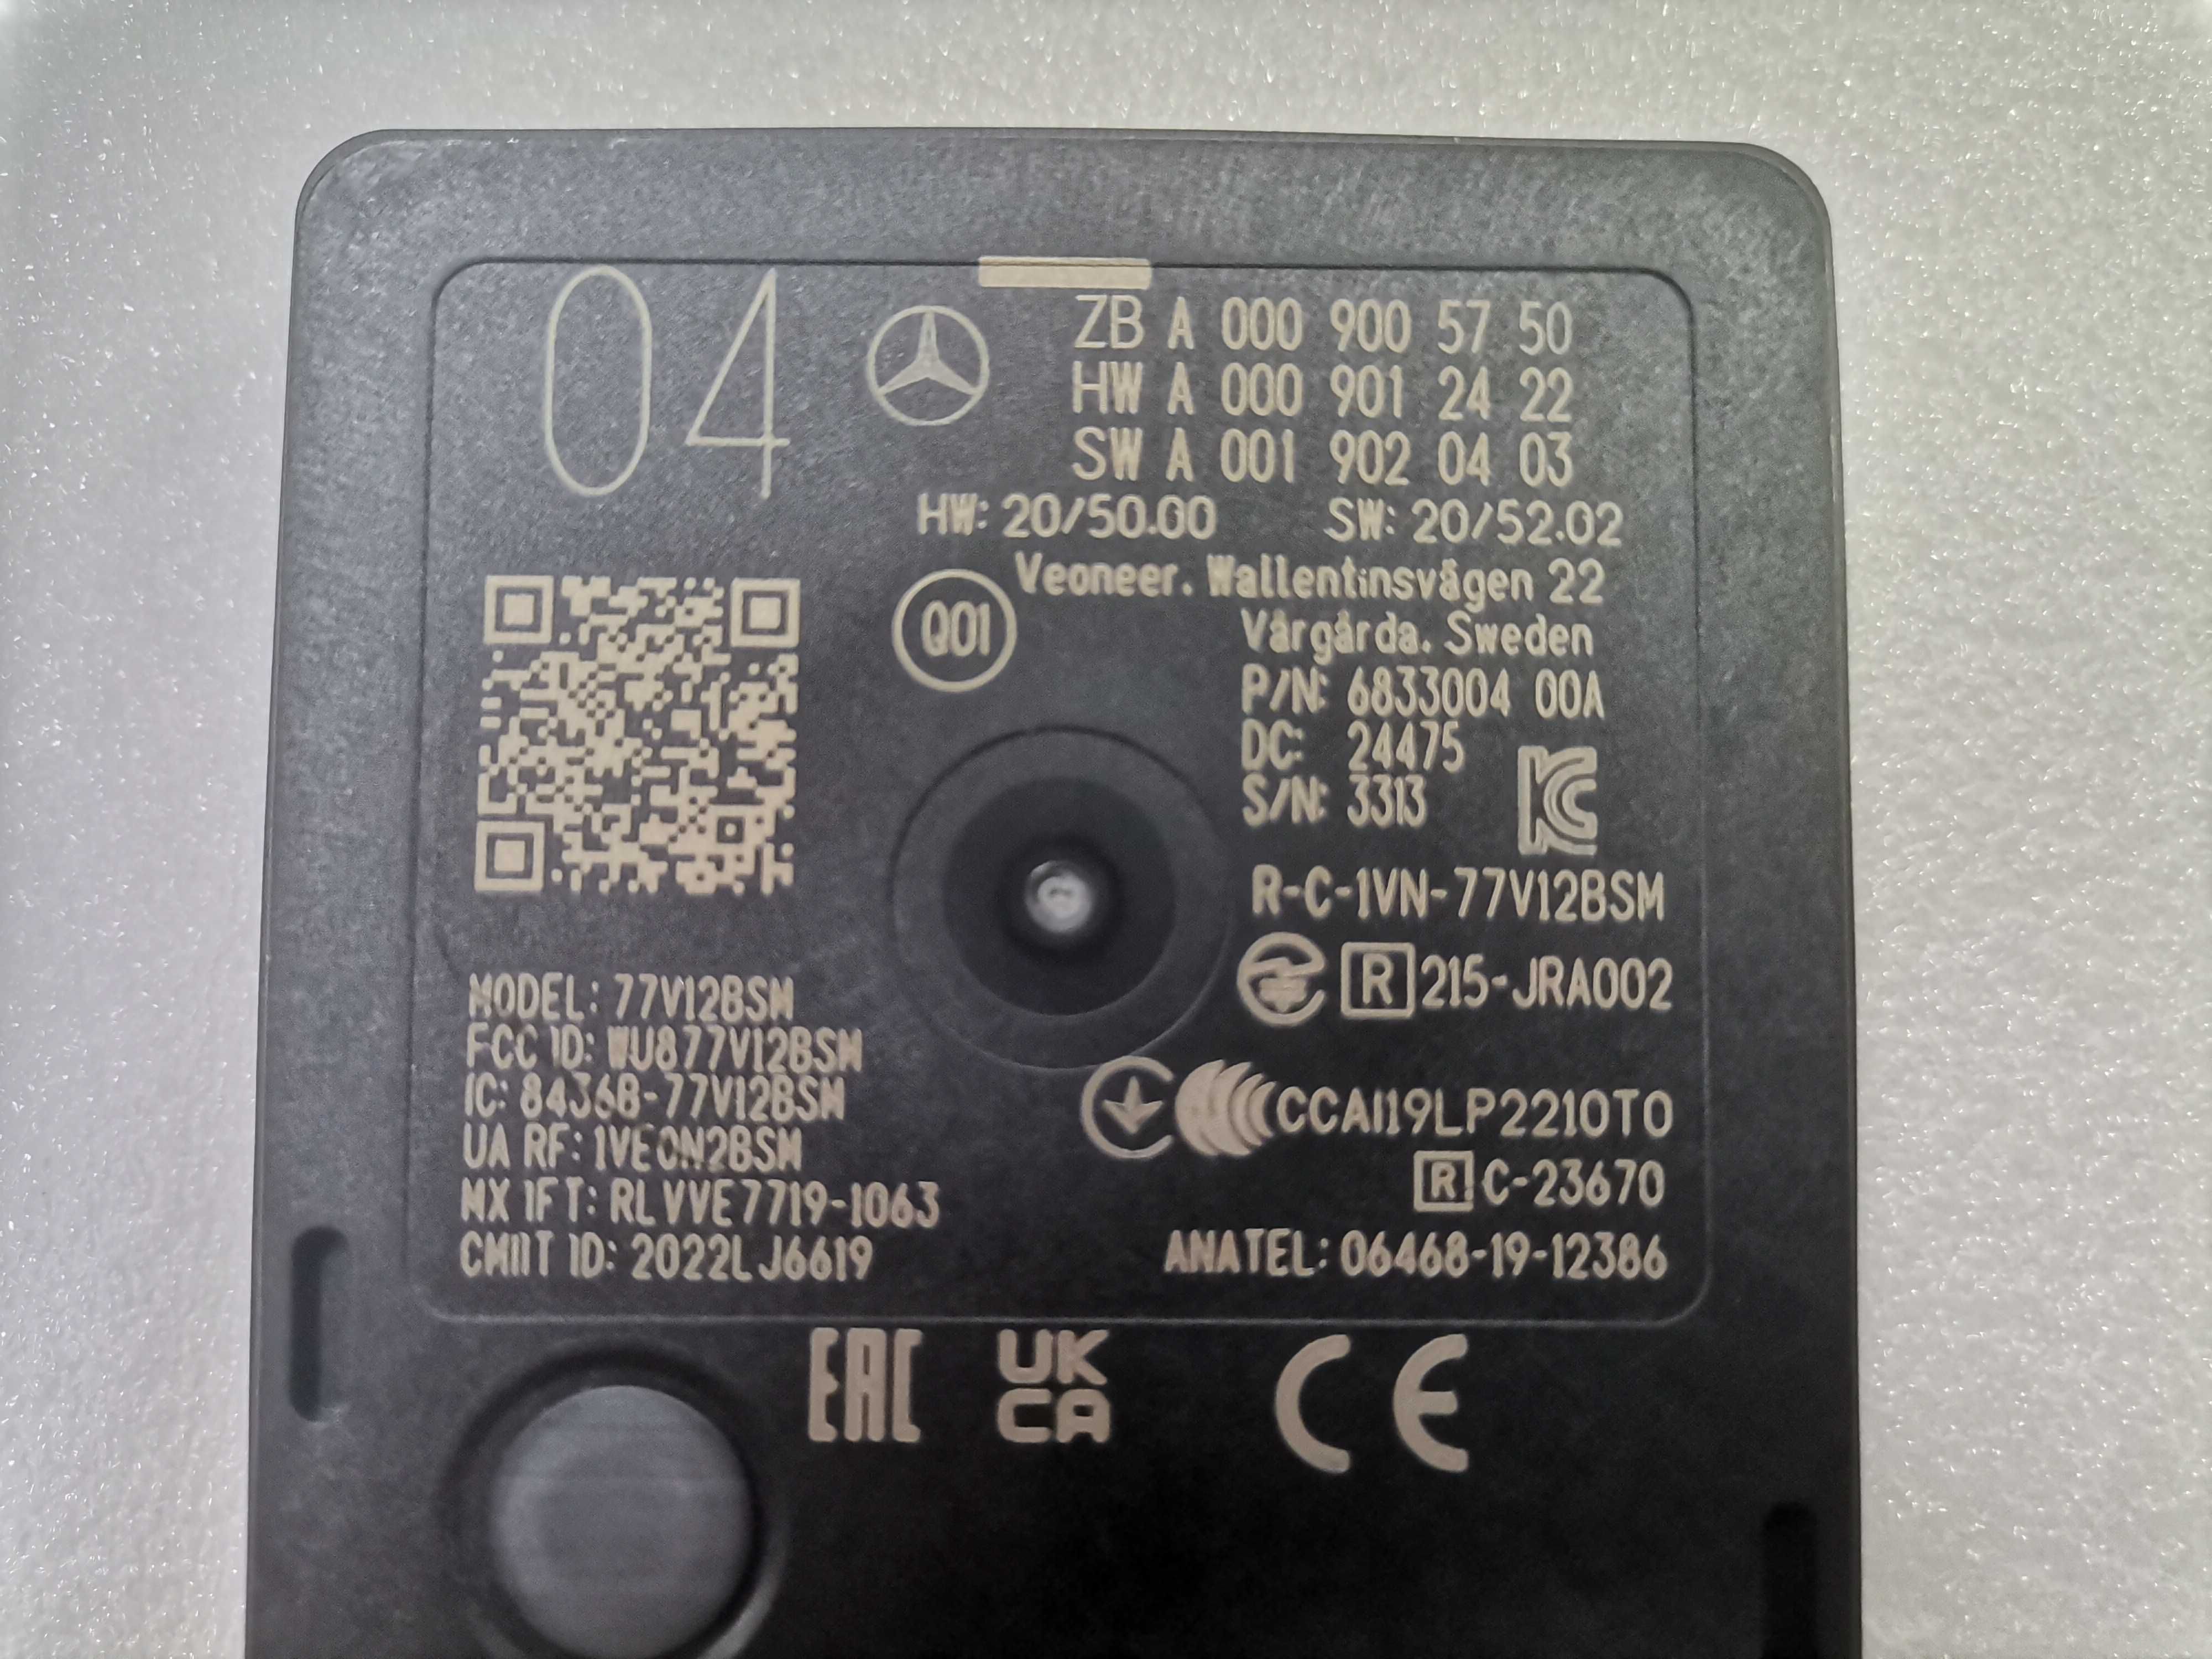 04
ZB A 000 900 57 50
HW A 000 901 24 22
SW A 001 902 04 03
HW: 20/50.00 SW: 20/52.02
Veoneer. Wallentinsvägen 22
Q01
Vårgårda. Sweden
P/N: 6833004 00A
DC: 24475
S/N: 3313
R-C-1VN-77V12BSM
R 215-JRA002
CCAI19LP2210T0
R C-23670
ANATEL: 06468-19-12386
MODEL: 77V12BSM
FCC ID: WU877V12BSM
IC: 8436B-77V12BSM
UA RF: 1VEON2BSM
MX IFT: RLVVE7719-1063
CMIIT ID: 2022LJ6619
EAC
UK
CA
CE